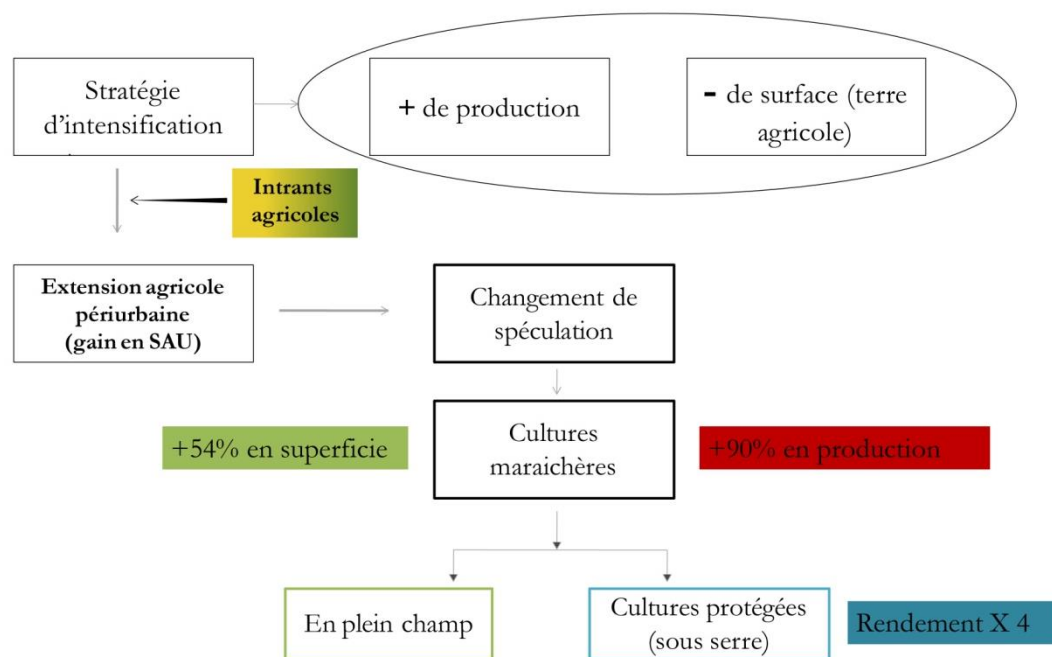 Stratégie
d'intensification
+ de production
- de surface (terre
agricole)
Intrants
agricoles
Extension agricole
périurbaine
(gain en SAU)
Changement de
spéculation
+54% en superficie
Cultures
maraichères
+90% en production
En plein champ
Cultures protégées
(sous serre)
Rendement X 4